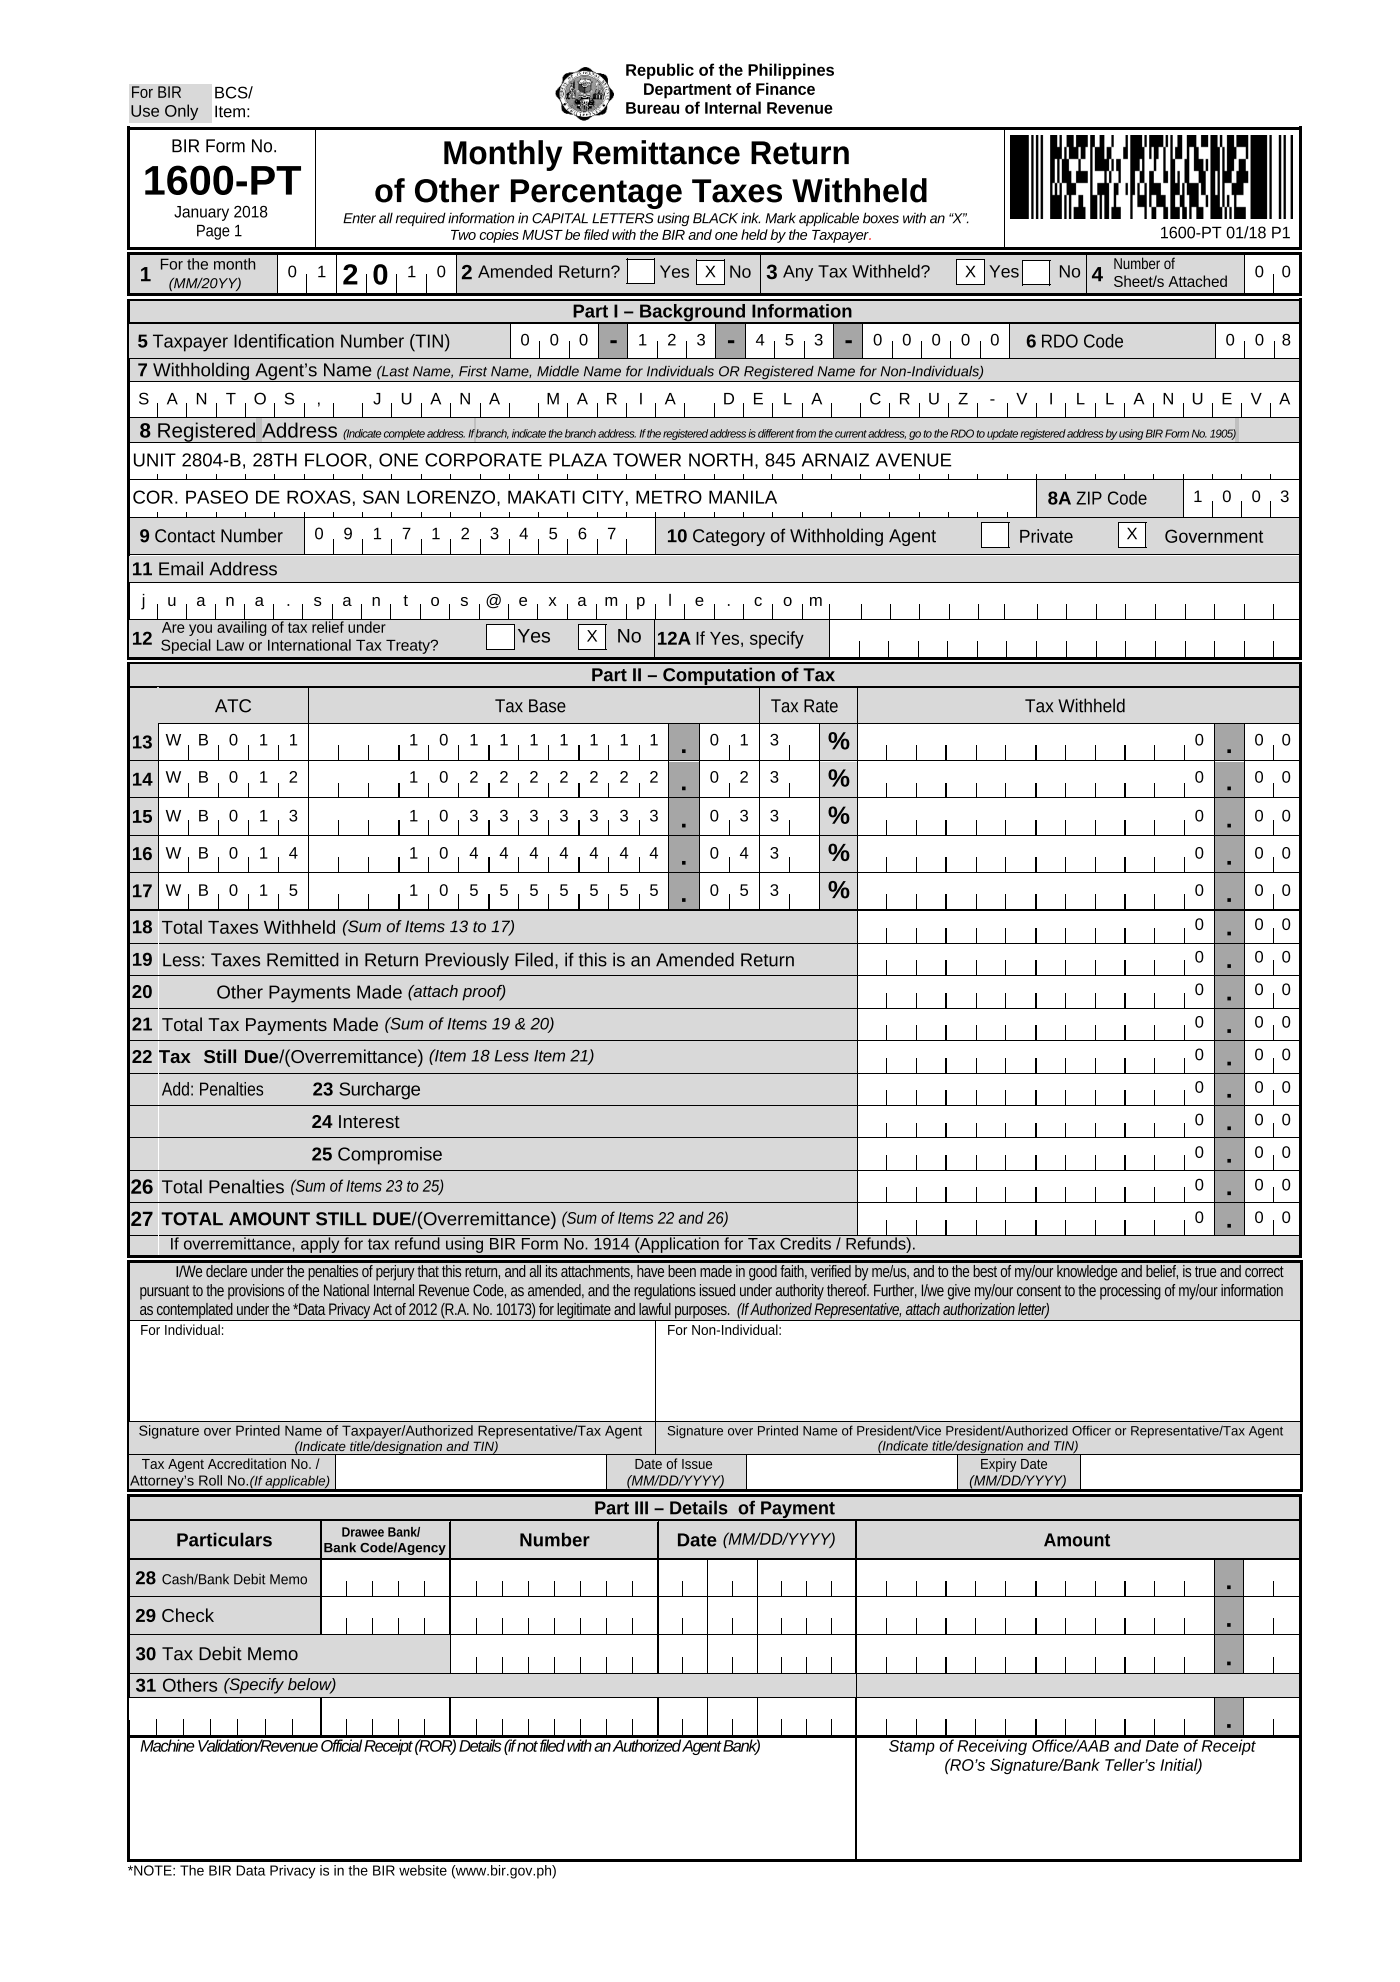 For BIR BCS/
Use Only Item:
Republic of the Philippines
Department of Finance
Bureau of Internal Revenue
BIR Form No.
1600-PT
January 2018
Page 1
Monthly Remittance Return
of Other Percentage Taxes Withheld
Enter all required information in CAPITAL LETTERS using BLACK ink. Mark applicable boxes with an “X”.
Two copies MUST be filed with the BIR and one held by the Taxpayer.
1600-PT 01/18 P1
1 For the month (MM/20YY) 0 1 2 0 1 0 2 Amended Return? Yes X No 3 Any Tax Withheld? X Yes No 4 Number of Sheet/s Attached 0 0
Part I – Background Information
5 Taxpayer Identification Number (TIN) 0 0 0 - 1 2 3 - 4 5 3 - 0 0 0 0 0 6 RDO Code 0 0 8
7 Withholding Agent’s Name (Last Name, First Name, Middle Name for Individuals OR Registered Name for Non-Individuals)
S A N T O S , J U A N A M A R I A D E L A C R U Z - V I L L A N U E V A
8 Registered Address (Indicate complete address. If branch, indicate the branch address. If the registered address is different from the current address, go to the RDO to update registered address by using BIR Form No. 1905)
UNIT 2804-B, 28TH FLOOR, ONE CORPORATE PLAZA TOWER NORTH, 845 ARNAIZ AVENUE
COR. PASEO DE ROXAS, SAN LORENZO, MAKATI CITY, METRO MANILA 8A ZIP Code 1 0 0 3
9 Contact Number 0 9 1 7 1 2 3 4 5 6 7 10 Category of Withholding Agent Private X Government
11 Email Address
j u a n a . s a n t o s @ e x a m p l e . c o m
12 Are you availing of tax relief under Special Law or International Tax Treaty? Yes X No 12A If Yes, specify
Part II – Computation of Tax
ATC Tax Base Tax Rate Tax Withheld
13 W B 0 1 1 1 0 1 1 1 1 1 1 1 . 0 1 3 % 0 . 0 0
14 W B 0 1 2 1 0 2 2 2 2 2 2 2 . 0 2 3 % 0 . 0 0
15 W B 0 1 3 1 0 3 3 3 3 3 3 3 . 0 3 3 % 0 . 0 0
16 W B 0 1 4 1 0 4 4 4 4 4 4 4 . 0 4 3 % 0 . 0 0
17 W B 0 1 5 1 0 5 5 5 5 5 5 5 . 0 5 3 % 0 . 0 0
18 Total Taxes Withheld (Sum of Items 13 to 17) 0 . 0 0
19 Less: Taxes Remitted in Return Previously Filed, if this is an Amended Return 0 . 0 0
20 Other Payments Made (attach proof) 0 . 0 0
21 Total Tax Payments Made (Sum of Items 19 & 20) 0 . 0 0
22 Tax Still Due/(Overremittance) (Item 18 Less Item 21) 0 . 0 0
Add: Penalties 23 Surcharge 0 . 0 0
24 Interest 0 . 0 0
25 Compromise 0 . 0 0
26 Total Penalties (Sum of Items 23 to 25) 0 . 0 0
27 TOTAL AMOUNT STILL DUE/(Overremittance) (Sum of Items 22 and 26) 0 . 0 0
If overremittance, apply for tax refund using BIR Form No. 1914 (Application for Tax Credits / Refunds).
I/We declare under the penalties of perjury that this return, and all its attachments, have been made in good faith, verified by me/us, and to the best of my/our knowledge and belief, is true and correct
pursuant to the provisions of the National Internal Revenue Code, as amended, and the regulations issued under authority thereof. Further, I/we give my/our consent to the processing of my/our information
as contemplated under the *Data Privacy Act of 2012 (R.A. No. 10173) for legitimate and lawful purposes. (If Authorized Representative, attach authorization letter)
For Individual: For Non-Individual:
Signature over Printed Name of Taxpayer/Authorized Representative/Tax Agent Signature over Printed Name of President/Vice President/Authorized Officer or Representative/Tax Agent
(Indicate title/designation and TIN) (Indicate title/designation and TIN)
Tax Agent Accreditation No. / Date of Issue Expiry Date
Attorney’s Roll No.(If applicable) (MM/DD/YYYY) (MM/DD/YYYY)
Part III – Details of Payment
Particulars Drawee Bank/ Bank Code/Agency Number Date (MM/DD/YYYY) Amount
28 Cash/Bank Debit Memo .
29 Check .
30 Tax Debit Memo .
31 Others (Specify below)
.
Machine Validation/Revenue Official Receipt (ROR) Details (if not filed with an Authorized Agent Bank) Stamp of Receiving Office/AAB and Date of Receipt
(RO’s Signature/Bank Teller’s Initial)
*NOTE: The BIR Data Privacy is in the BIR website (www.bir.gov.ph)